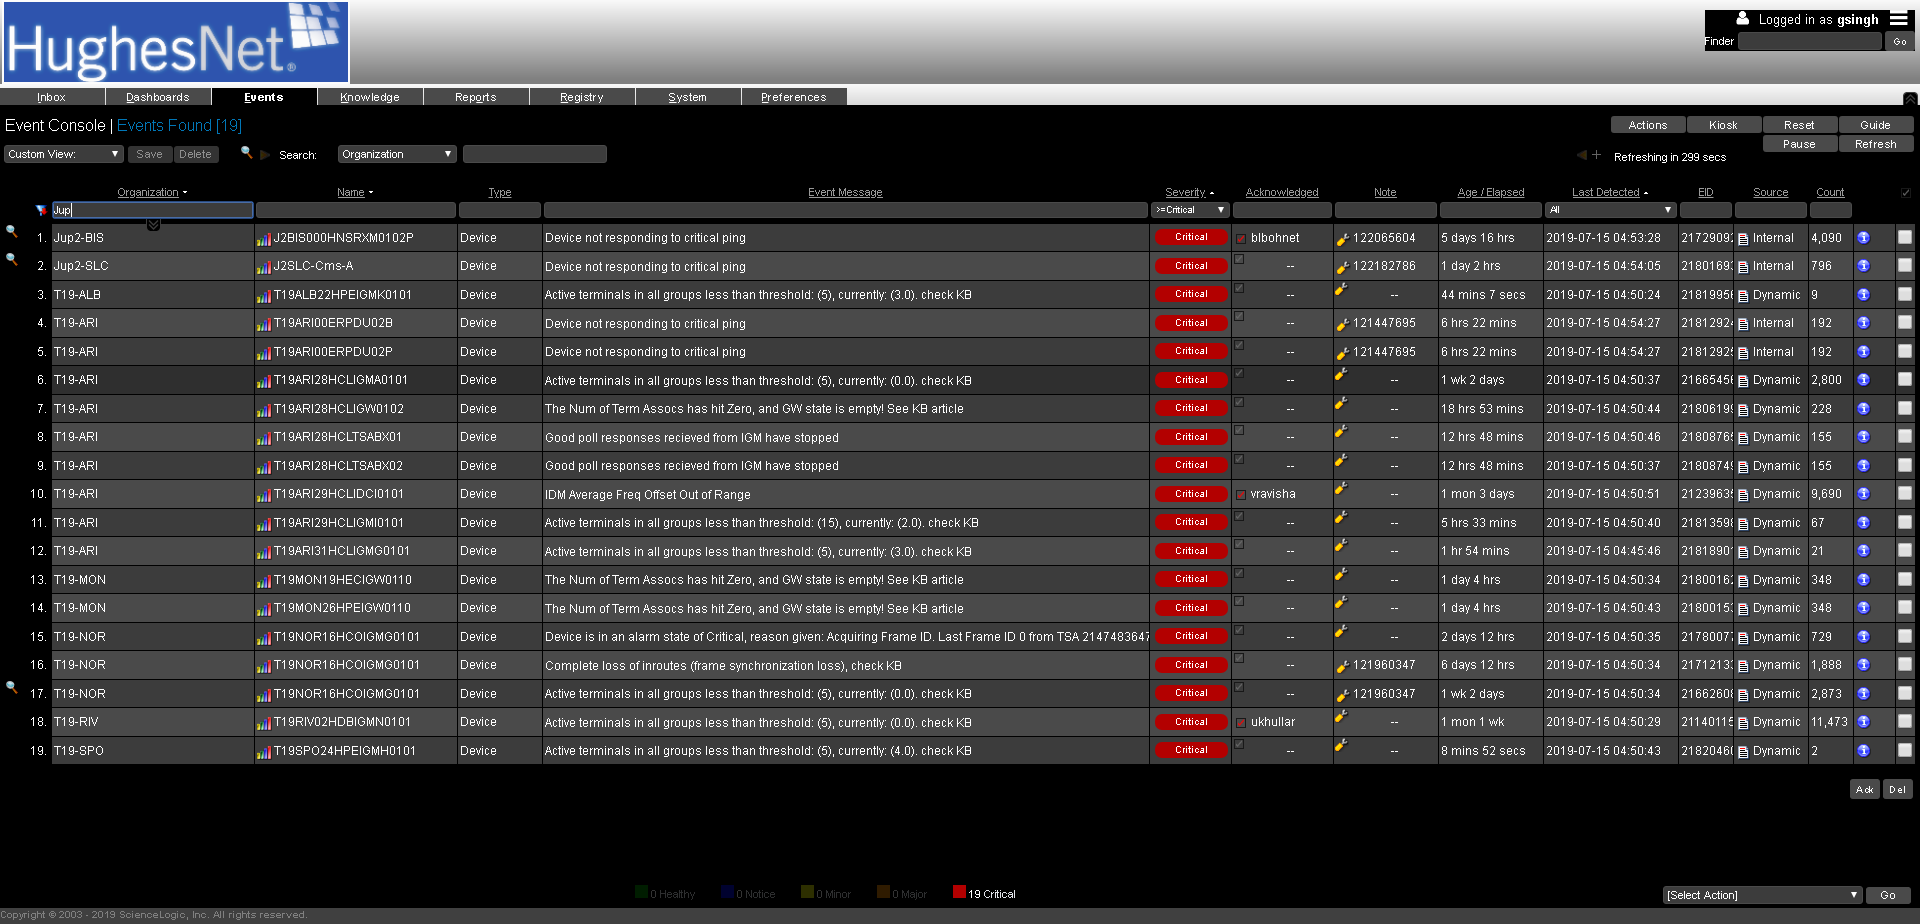 HughesNet®
Logged in as gsingh
Finder Go
Inbox Dashboards Events Knowledge Reports Registry System Preferences
Event Console | Events Found [19]
Actions Kiosk Reset Guide
Custom View: Save Delete Search: Organization
Pause Refresh
Refreshing in 299 secs
Organization Name Type Event Message Severity Acknowledged Note Age / Elapsed Last Detected EID Source Count
Jup >=Critical All
1. Jup2-BIS J2BIS000HNSRXM0102P Device Device not responding to critical ping Critical blbohnet 122065604 5 days 16 hrs 2019-07-15 04:53:28 2172909 Internal 4,090
2. Jup2-SLC J2SLC-Cms-A Device Device not responding to critical ping Critical -- 122182786 1 day 2 hrs 2019-07-15 04:54:05 2180169 Internal 796
3. T19-ALB T19ALB22HPEIGMK0101 Device Active terminals in all groups less than threshold: (5), currently: (3.0). check KB Critical -- -- 44 mins 7 secs 2019-07-15 04:50:24 2181995 Dynamic 9
4. T19-ARI T19ARI00ERPDU02B Device Device not responding to critical ping Critical -- 121447695 6 hrs 22 mins 2019-07-15 04:54:27 2181292 Internal 192
5. T19-ARI T19ARI00ERPDU02P Device Device not responding to critical ping Critical -- 121447695 6 hrs 22 mins 2019-07-15 04:54:27 2181292 Internal 192
6. T19-ARI T19ARI28HCLIGMA0101 Device Active terminals in all groups less than threshold: (5), currently: (0.0). check KB Critical -- -- 1 wk 2 days 2019-07-15 04:50:37 2166545 Dynamic 2,800
7. T19-ARI T19ARI28HCLIGW0102 Device The Num of Term Assocs has hit Zero, and GW state is empty! See KB article Critical -- -- 18 hrs 53 mins 2019-07-15 04:50:44 2180619 Dynamic 228
8. T19-ARI T19ARI28HCLTSABX01 Device Good poll responses recieved from IGM have stopped Critical -- -- 12 hrs 48 mins 2019-07-15 04:50:46 2180876 Dynamic 155
9. T19-ARI T19ARI28HCLTSABX02 Device Good poll responses recieved from IGM have stopped Critical -- -- 12 hrs 48 mins 2019-07-15 04:50:37 2180874 Dynamic 155
10. T19-ARI T19ARI29HCLIDCI0101 Device IDM Average Freq Offset Out of Range Critical vravisha -- 1 mon 3 days 2019-07-15 04:50:51 2123963 Dynamic 9,690
11. T19-ARI T19ARI29HCLIGMI0101 Device Active terminals in all groups less than threshold: (15), currently: (2.0). check KB Critical -- -- 5 hrs 33 mins 2019-07-15 04:50:40 2181359 Dynamic 67
12. T19-ARI T19ARI31HCLIGMG0101 Device Active terminals in all groups less than threshold: (5), currently: (3.0). check KB Critical -- -- 1 hr 54 mins 2019-07-15 04:45:46 2181890 Dynamic 21
13. T19-MON T19MON19HECIGW0110 Device The Num of Term Assocs has hit Zero, and GW state is empty! See KB article Critical -- -- 1 day 4 hrs 2019-07-15 04:50:34 2180016 Dynamic 348
14. T19-MON T19MON26HPEIGW0110 Device The Num of Term Assocs has hit Zero, and GW state is empty! See KB article Critical -- -- 1 day 4 hrs 2019-07-15 04:50:43 2180015 Dynamic 348
15. T19-NOR T19NOR16HCOIGMG0101 Device Device is in an alarm state of Critical, reason given: Acquiring Frame ID. Last Frame ID 0 from TSA 2147483647 Critical -- -- 2 days 12 hrs 2019-07-15 04:50:35 2178007 Dynamic 729
16. T19-NOR T19NOR16HCOIGMG0101 Device Complete loss of inroutes (frame synchronization loss), check KB Critical -- 121960347 6 days 12 hrs 2019-07-15 04:50:34 2171213 Dynamic 1,888
17. T19-NOR T19NOR16HCOIGMG0101 Device Active terminals in all groups less than threshold: (5), currently: (0.0). check KB Critical -- 121960347 1 wk 2 days 2019-07-15 04:50:34 2166260 Dynamic 2,873
18. T19-RIV T19RIV02HDBIGMN0101 Device Active terminals in all groups less than threshold: (5), currently: (0.0). check KB Critical ukhullar -- 1 mon 1 wk 2019-07-15 04:50:29 2114011 Dynamic 11,473
19. T19-SPO T19SPO24HPEIGMH0101 Device Active terminals in all groups less than threshold: (5), currently: (4.0). check KB Critical -- -- 8 mins 52 secs 2019-07-15 04:50:43 2182046 Dynamic 2
Ack Del
0 Healthy 0 Notice 0 Minor 0 Major 19 Critical
[Select Action] Go
Copyright © 2003 - 2019 ScienceLogic, Inc. All rights reserved.